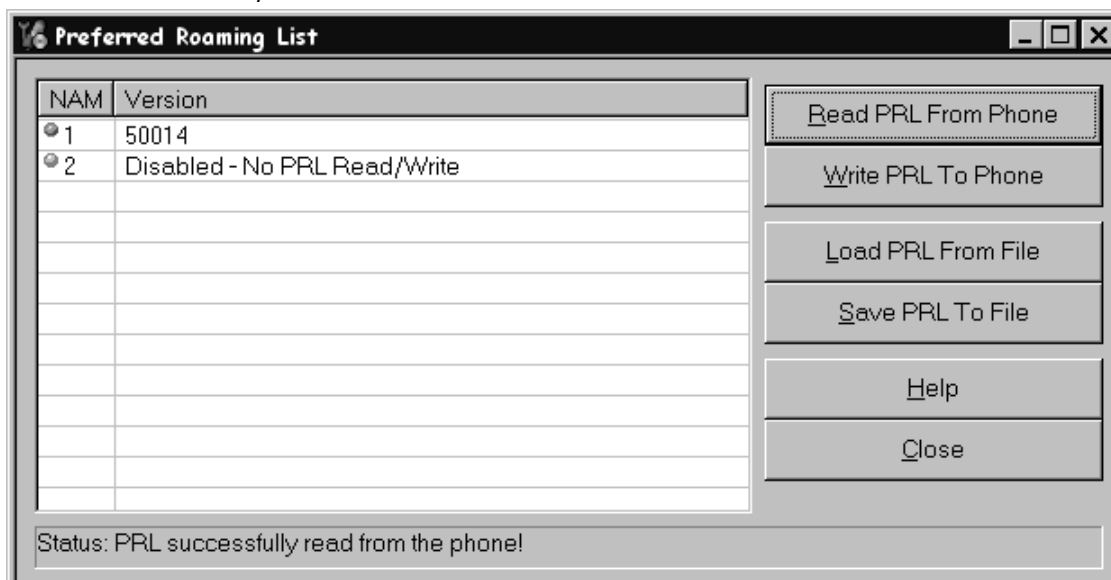 Preferred Roaming List
NAM Version
1 50014
2 Disabled - No PRL Read/Write
Read PRL From Phone
Write PRL To Phone
Load PRL From File
Save PRL To File
Help
Close
Status: PRL successfully read from the phone!